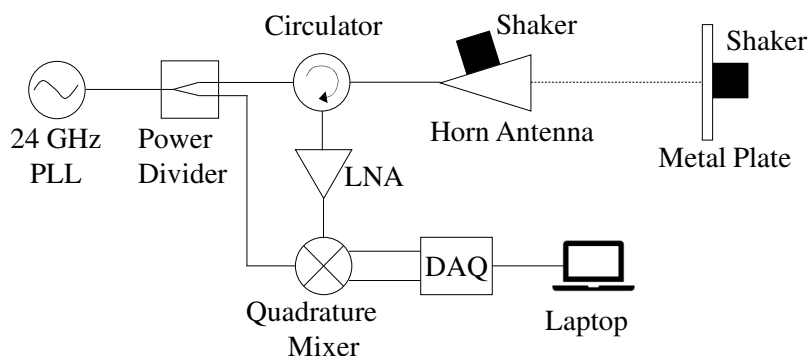 Circulator
Shaker
Shaker
24 GHz
PLL
Power
Divider
Horn Antenna
Metal Plate
LNA
DAQ
Quadrature
Mixer
Laptop